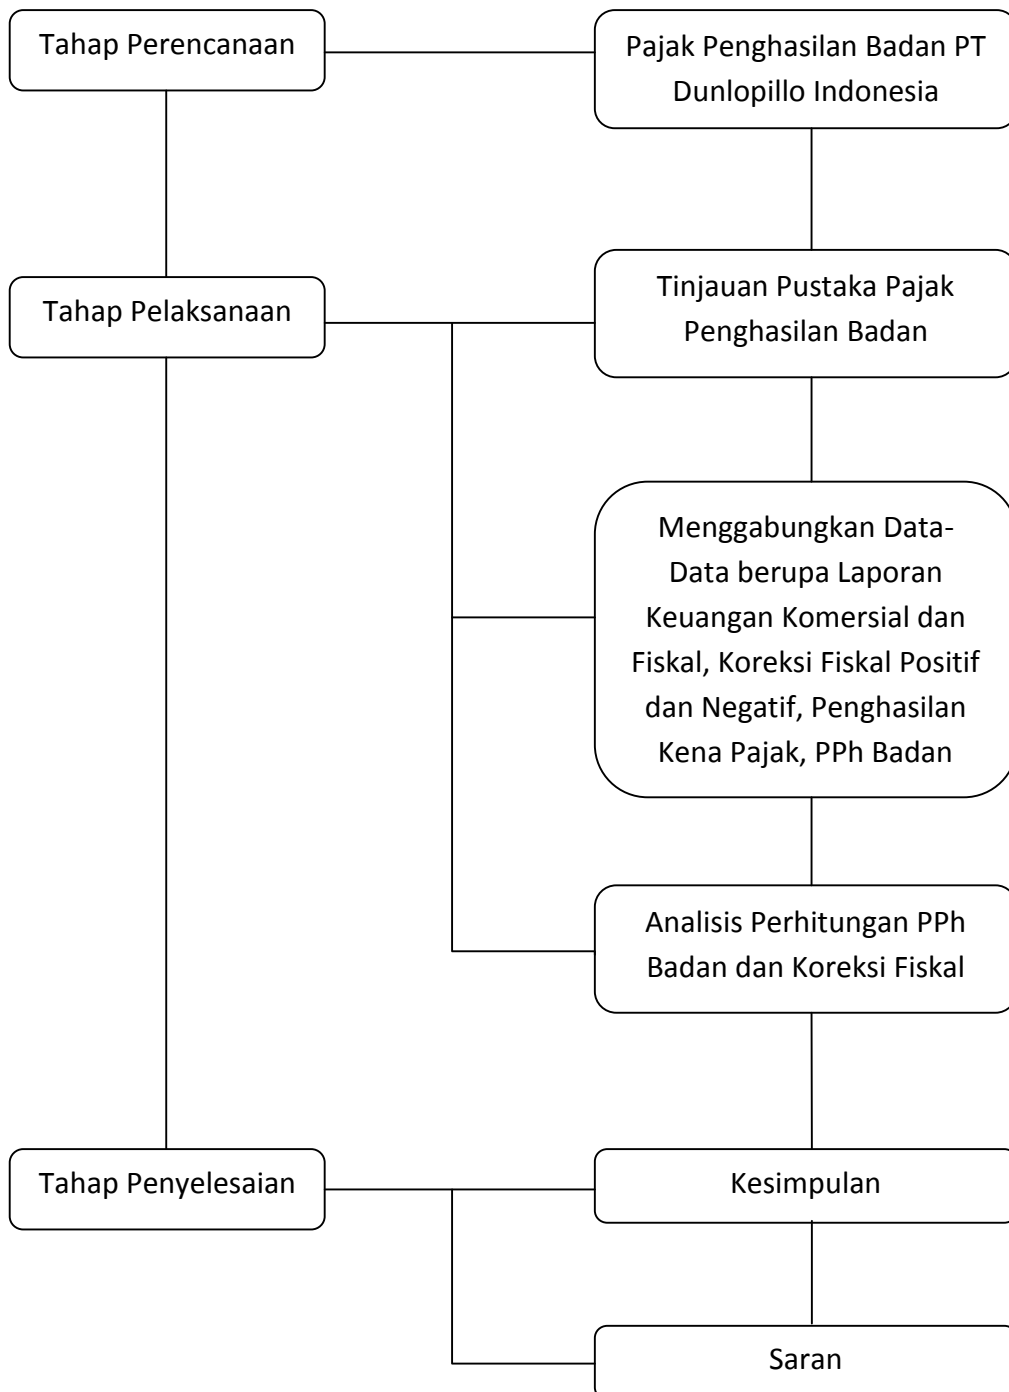 Tahap Perencanaan
Pajak Penghasilan Badan PT
Dunlopillo Indonesia
Tahap Pelaksanaan
Tinjauan Pustaka Pajak
Penghasilan Badan
Menggabungkan Data-
Data berupa Laporan
Keuangan Komersial dan
Fiskal, Koreksi Fiskal Positif
dan Negatif, Penghasilan
Kena Pajak, PPh Badan
Analisis Perhitungan PPh
Badan dan Koreksi Fiskal
Tahap Penyelesaian
Kesimpulan
Saran